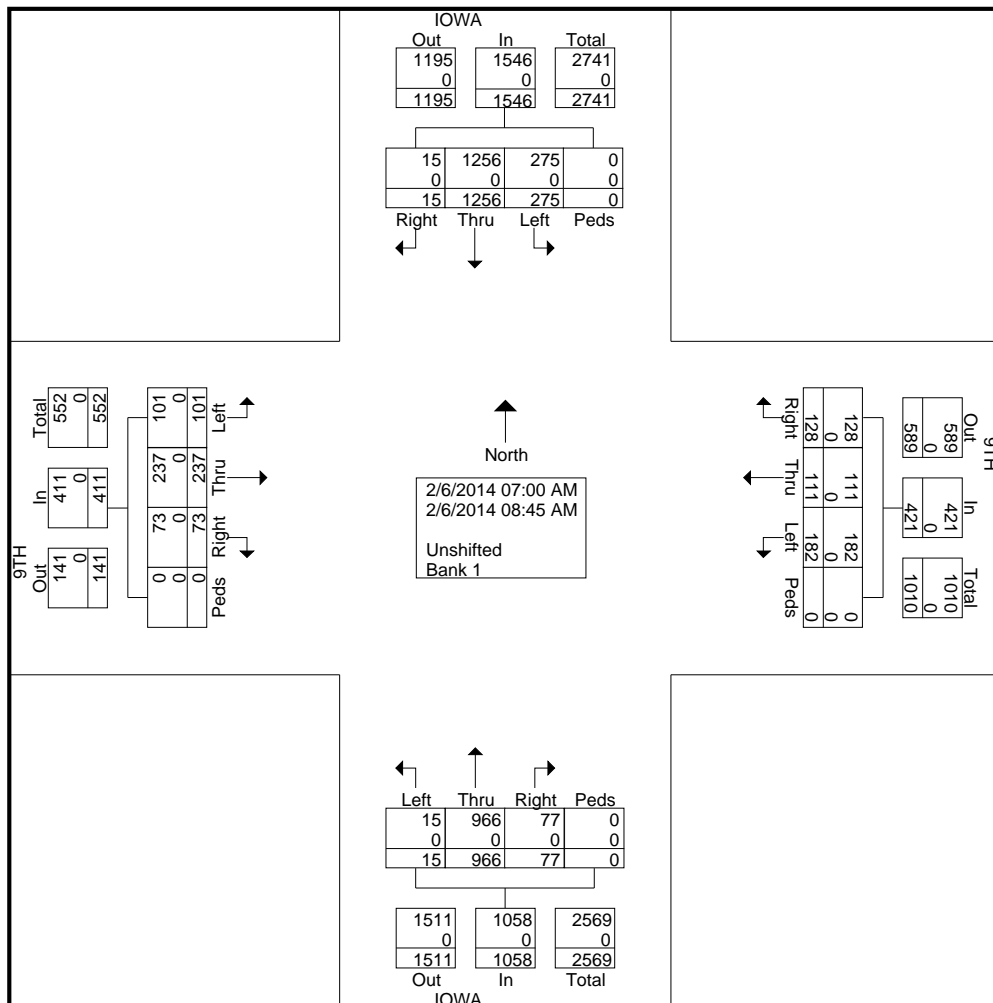 IOWA
Out In Total
1195 1546 2741
0 0 0
1195 1546 2741
15 1256 275 0
0 0 0 0
15 1256 275 0
Right Thru Left Peds
9TH
Out In Total
141 411 552
0 0 0
141 411 552
101 237 73 0
0 0 0 0
101 237 73 0
Left Thru Right Peds
North
2/6/2014 07:00 AM
2/6/2014 08:45 AM
Unshifted
Bank 1
9TH
Out In Total
589 421 1010
0 0 0
589 421 1010
128 111 182 0
0 0 0 0
128 111 182 0
Right Thru Left Peds
Left Thru Right Peds
15 966 77 0
0 0 0 0
15 966 77 0
1511 1058 2569
0 0 0
1511 1058 2569
Out In Total
IOWA